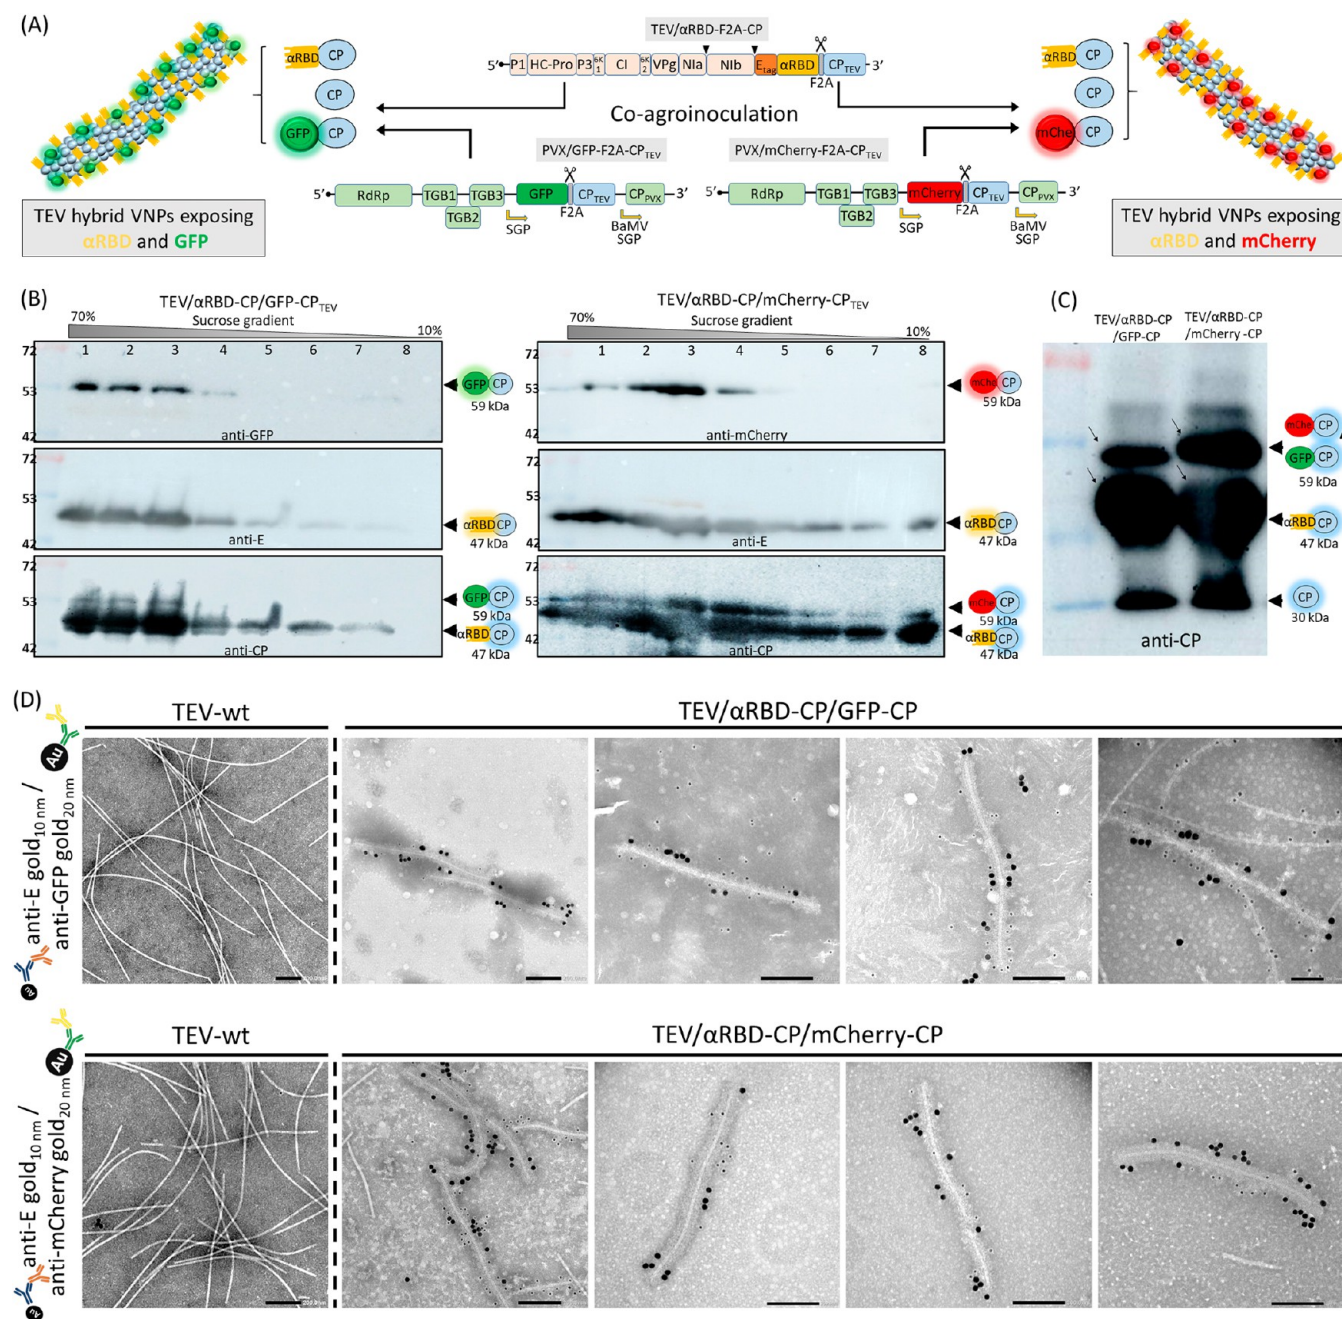 (A)
αRBD CP
CP
GFP CP
TEV hybrid VNPs exposing
αRBD and GFP
TEV/αRBD-F2A-CP
5′ P1 HC-Pro P3 6K1 CI 6K2 VPg NIa NIb Etag αRBD CPTEV 3′
F2A
Co-agroinoculation
PVX/GFP-F2A-CPTEV
5′ RdRp TGB1 TGB3 GFP CPTEV CPPVX 3′
TGB2 F2A
SGP BaMV
SGP
PVX/mCherry-F2A-CPTEV
5′ RdRp TGB1 TGB3 mCherry CPTEV CPPVX 3′
TGB2 F2A
SGP BaMV
SGP
αRBD CP
CP
mChe CP
TEV hybrid VNPs exposing
αRBD and mCherry
(B)
TEV/αRBD-CP/GFP-CPTEV
70% Sucrose gradient 10%
1 2 3 4 5 6 7 8
72
53
42
anti-GFP
GFP CP
59 kDa
72
53
42
anti-E
αRBD CP
47 kDa
72
53
42
anti-CP
GFP CP
59 kDa
αRBD CP
47 kDa
TEV/αRBD-CP/mCherry-CPTEV
70% Sucrose gradient 10%
1 2 3 4 5 6 7 8
72
53
42
anti-mCherry
mChe CP
59 kDa
72
53
42
anti-E
αRBD CP
47 kDa
72
53
42
anti-CP
mChe CP
59 kDa
αRBD CP
47 kDa
(C)
TEV/αRBD-CP
/GFP-CP
TEV/αRBD-CP
/mCherry -CP
mChe CP
GFP CP
59 kDa
αRBD CP
47 kDa
CP
30 kDa
anti-CP
(D)
TEV-wt
TEV/αRBD-CP/GFP-CP
Au
anti-E gold10 nm /
anti-GFP gold20 nm
Au
TEV-wt
TEV/αRBD-CP/mCherry-CP
Au
anti-E gold10 nm /
anti-mCherry gold20 nm
Au